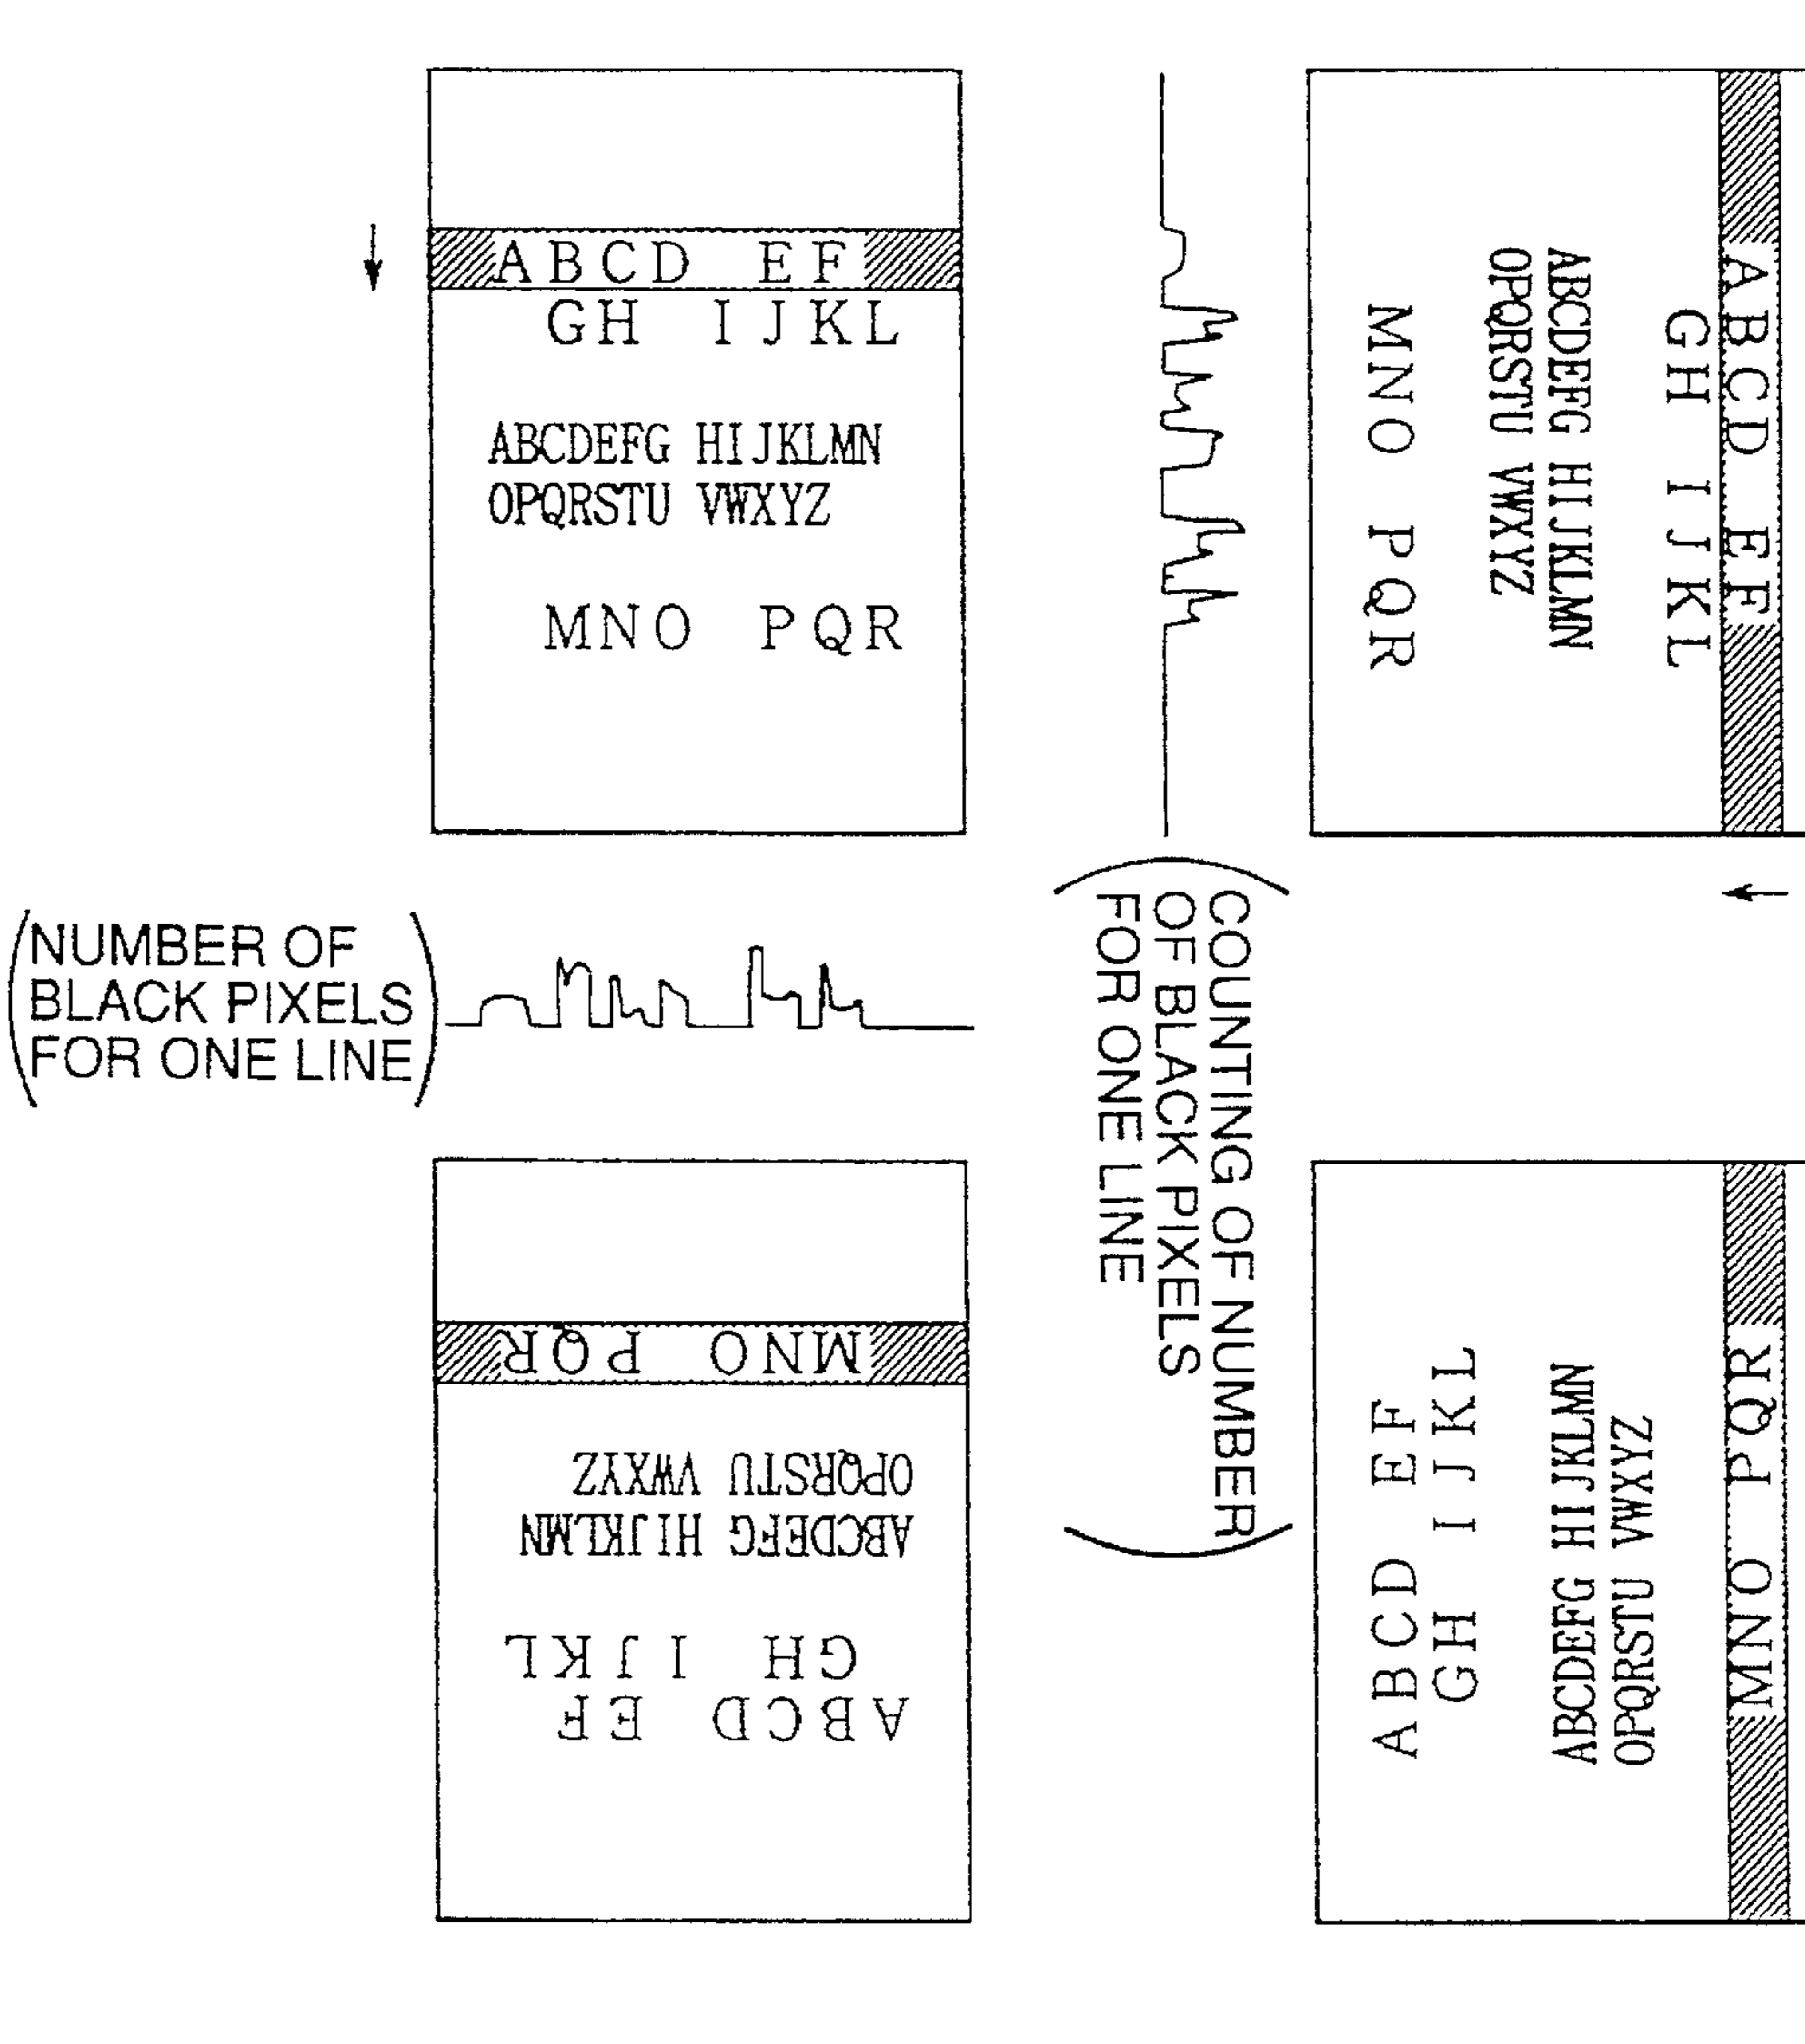 ABCD EF
GH IJKL
ABCDEFG HIJKLMN
OPQRSTU VWXYZ
MNO PQR
ABCD EF
GH IJKL
ABCDEFG HIJKLMN
OPQRSTU VWXYZ
MNO PQR
(NUMBER OF
BLACK PIXELS
FOR ONE LINE)
(COUNTING OF NUMBER
OF BLACK PIXELS
FOR ONE LINE)
ABCD EF
GH IJKL
ABCDEFG HIJKLMN
OPQRSTU VWXYZ
MNO PQR
ABCD EF
GH IJKL
ABCDEFG HIJKLMN
OPQRSTU VWXYZ
MNO PQR